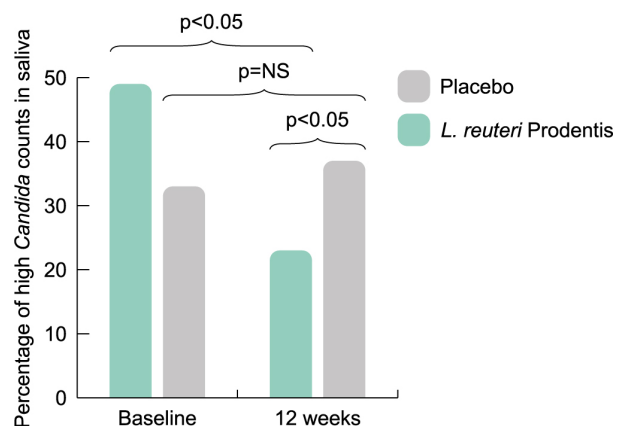 p<0.05
p=NS
p<0.05
Percentage of high Candida counts in saliva
50
40
30
20
10
0
Baseline
12 weeks
Placebo
L. reuteri Prodentis